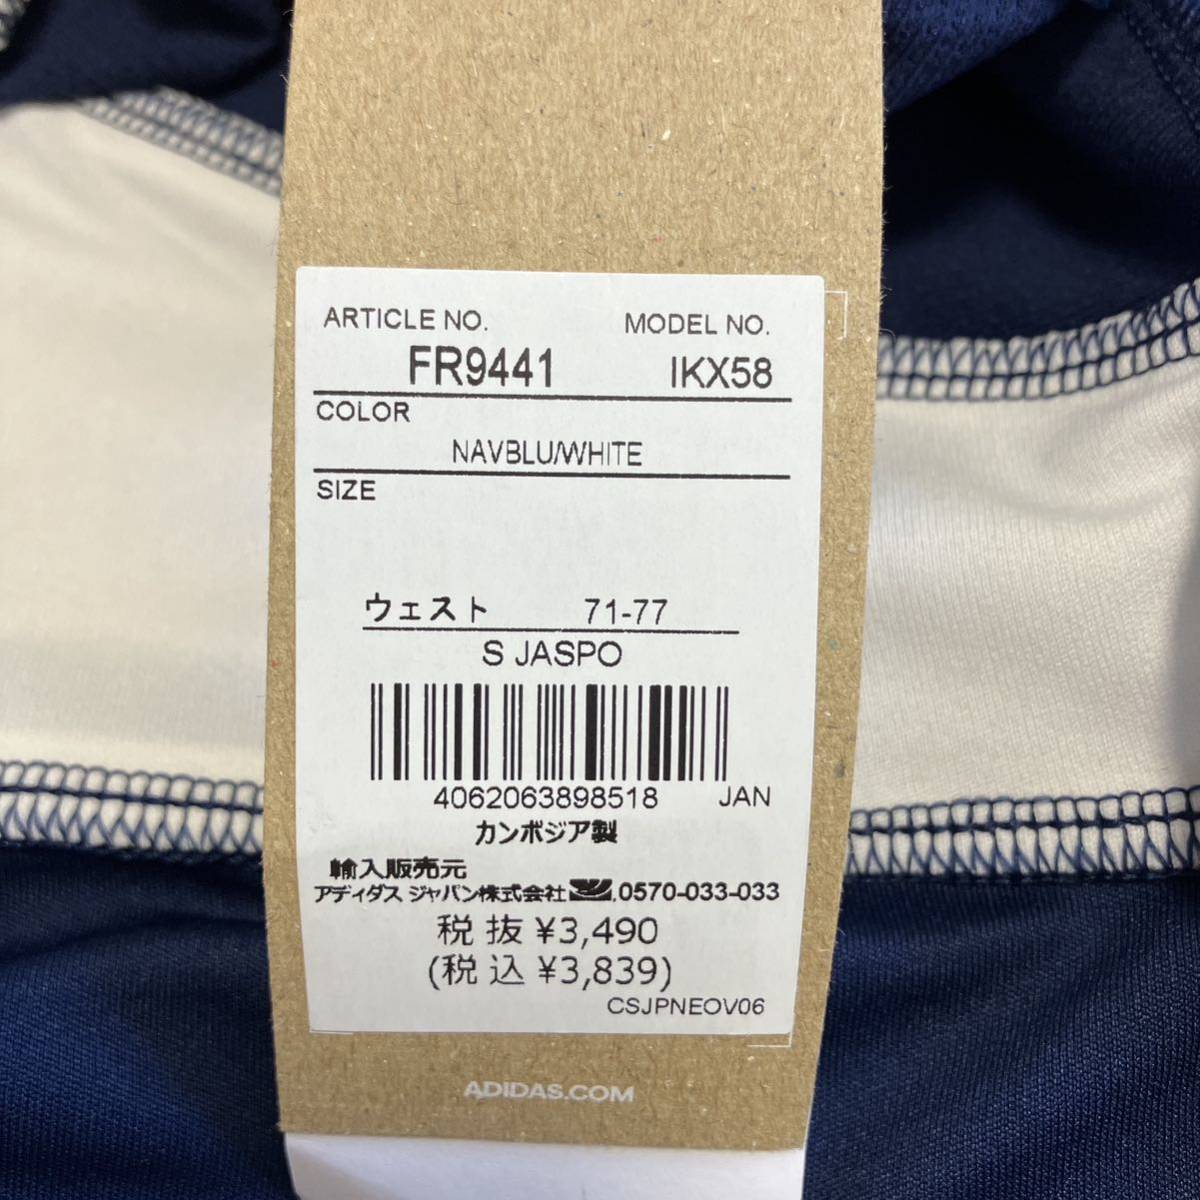 ARTICLE NO. MODEL NO.
FR9441 IKX58
COLOR
NAVBLU/WHITE
SIZE
ウェスト 71-77
S JASPO
4062063898518 JAN
カンボジア製
輸入販売元
アディダス ジャパン株式会社 0570-033-033
税 抜 ¥3,490
(税 込 ¥3,839)
CSJPNEOV06
ADIDAS.COM